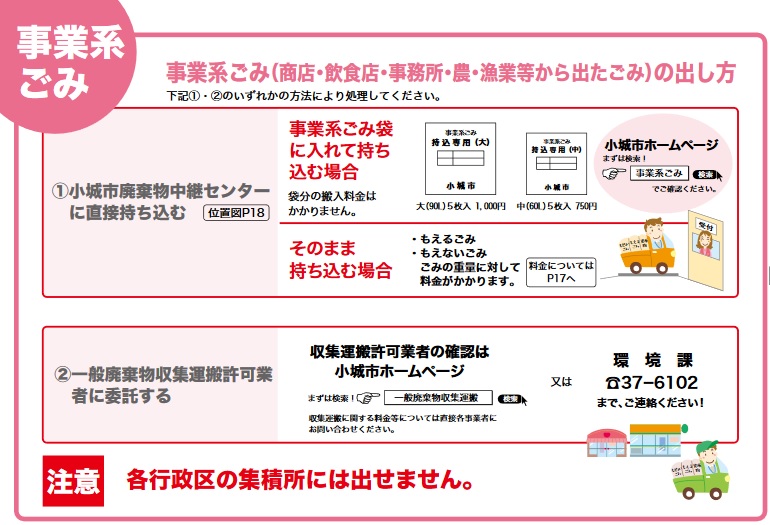 事業系
ごみ
事業系ごみ(商店・飲食店・事務所・農・漁業等から出たごみ)の出し方
下記①・②のいずれかの方法により処理してください。
①小城市廃棄物中継センター
に直接持ち込む 位置図P18
事業系ごみ袋
に入れて持ち
込む場合
袋分の搬入料金は
かかりません。
事業系ごみ
持込専用(大)
小城市
大(90L)5枚入 1,000円
事業系ごみ
持込専用(中)
小城市
中(60L)5枚入 750円
小城市ホームページ
まずは検索!
事業系ごみ 検索
でご確認ください。
そのまま
持ち込む場合
・もえるごみ
・もえないごみ
ごみの重量に対して
料金がかかります。
料金については
P17へ
受付
②一般廃棄物収集運搬許可業
者に委託する
収集運搬許可業者の確認は
小城市ホームページ
まずは検索! 一般廃棄物収集運搬 検索
収集運搬に関する料金等については直接各事業者に
お問い合わせください。
又は
環境課
☎37-6102
まで、ご連絡ください!
注意 各行政区の集積所には出せません。